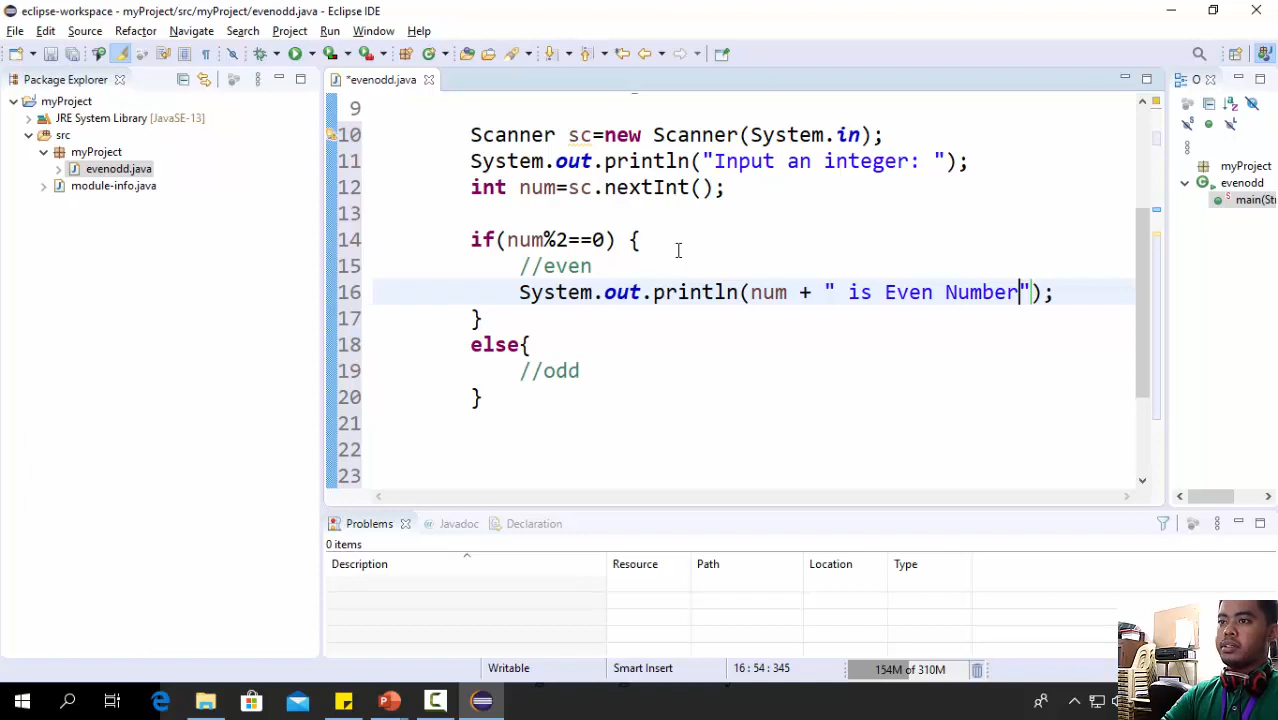 eclipse-workspace - myProject/src/myProject/evenodd.java - Eclipse IDE
File Edit Source Refactor Navigate Search Project Run Window Help
Package Explorer
*evenodd.java
O
myProject
JRE System Library [JavaSE-13]
src
myProject
evenodd.java
module-info.java
9
10 Scanner sc=new Scanner(System.in);
11 System.out.println("Input an integer: ");
12 int num=sc.nextInt();
13
14 if(num%2==0) {
15 //even
16 System.out.println(num + " is Even Number");
17 }
18 else{
19 //odd
20 }
21
22
23
myProject
evenodd
main(Stri
Problems Javadoc Declaration
0 items
Description Resource Path Location Type
Writable Smart Insert 16 : 54 : 345 154M of 310M